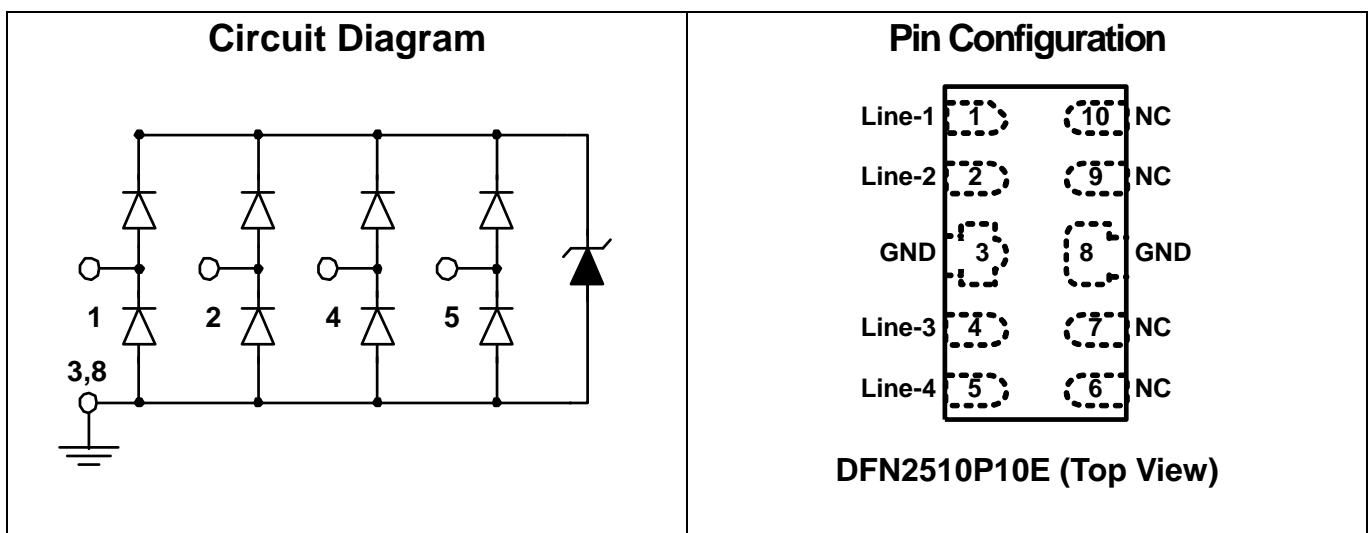 Circuit Diagram
1 2 4 5
3,8
Pin Configuration
Line-1 1 10 NC
Line-2 2 9 NC
GND 3 8 GND
Line-3 4 7 NC
Line-4 5 6 NC
DFN2510P10E (Top View)